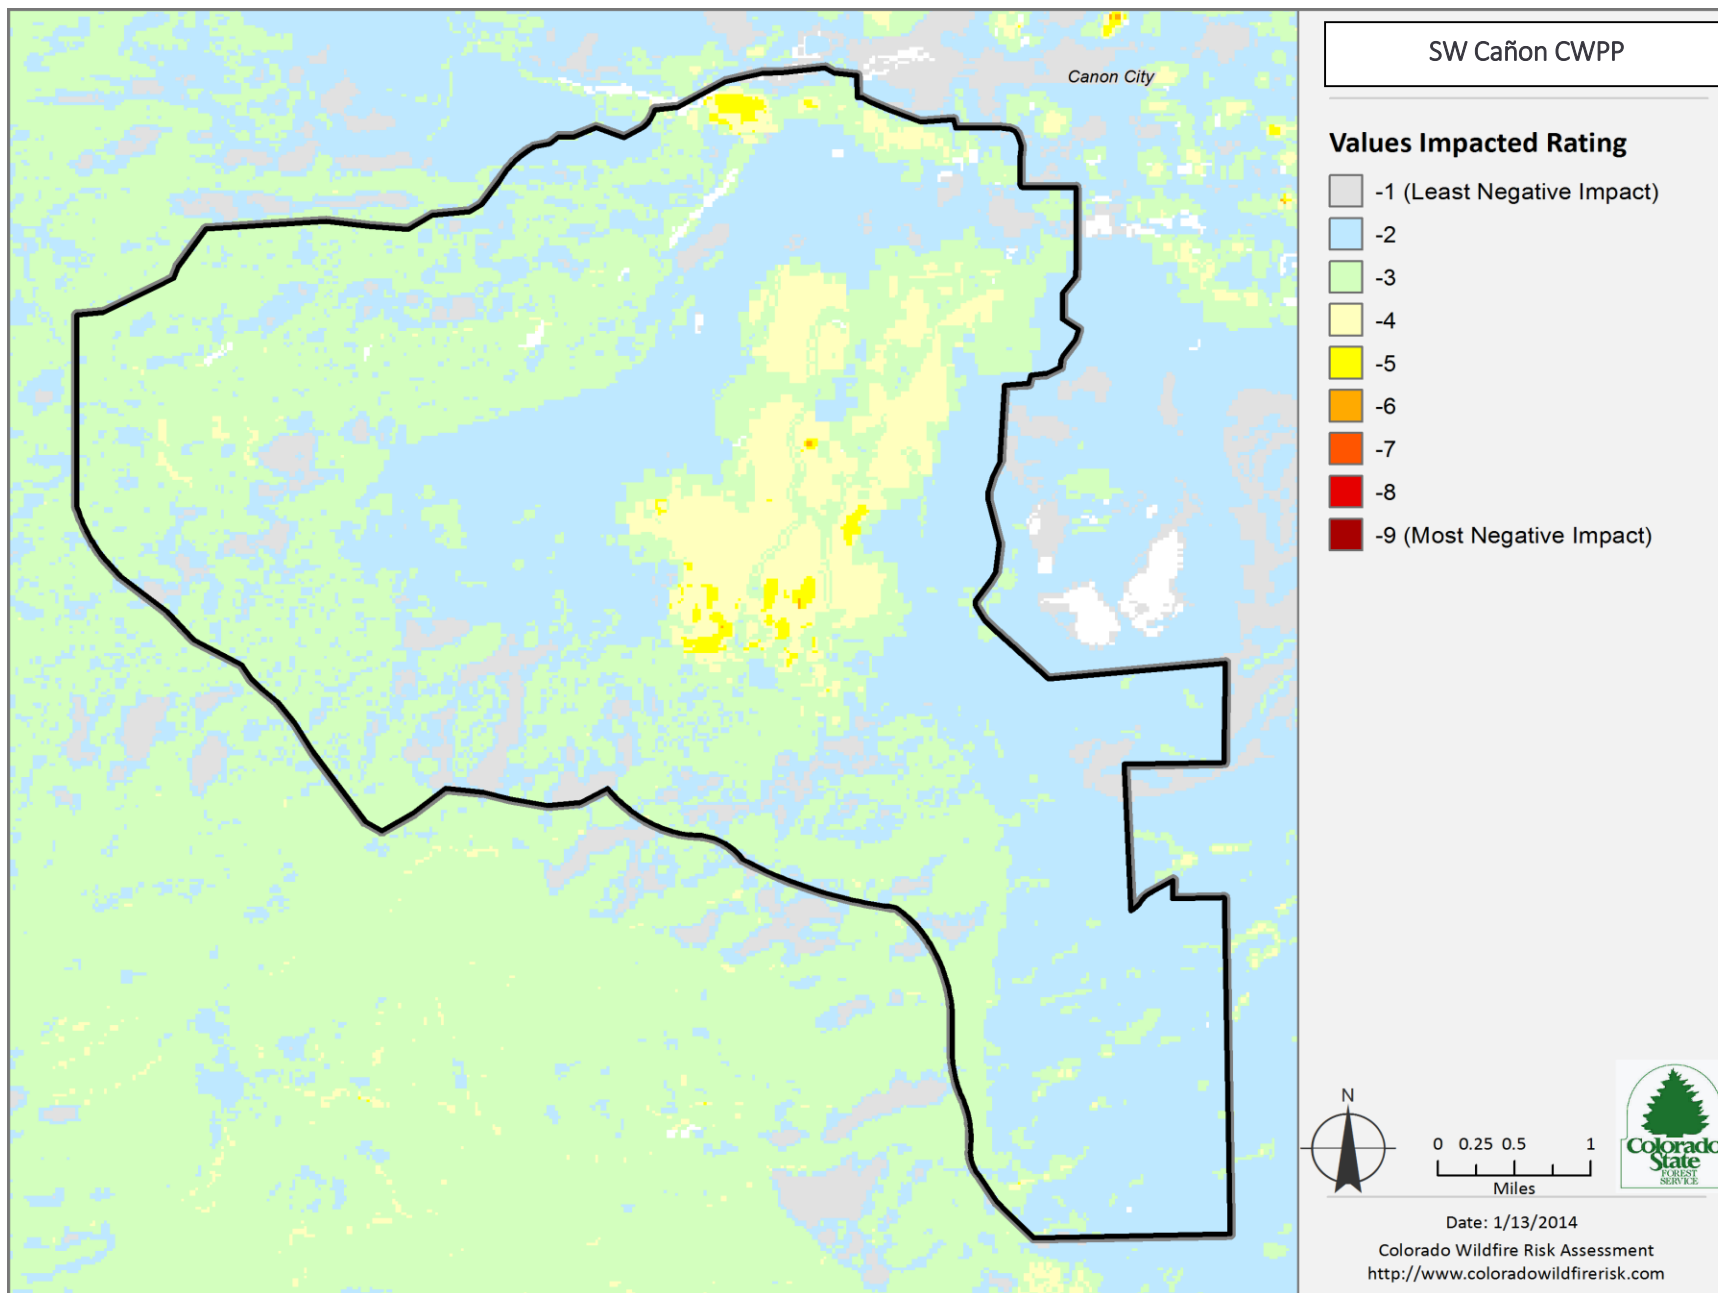 Canon City
SW Cañon CWPP
Values Impacted Rating
-1 (Least Negative Impact)
-2
-3
-4
-5
-6
-7
-8
-9 (Most Negative Impact)
N
0 0.25 0.5 1
Miles
Colorado
State
FOREST
SERVICE
Date: 1/13/2014
Colorado Wildfire Risk Assessment
http://www.coloradowildfirerisk.com